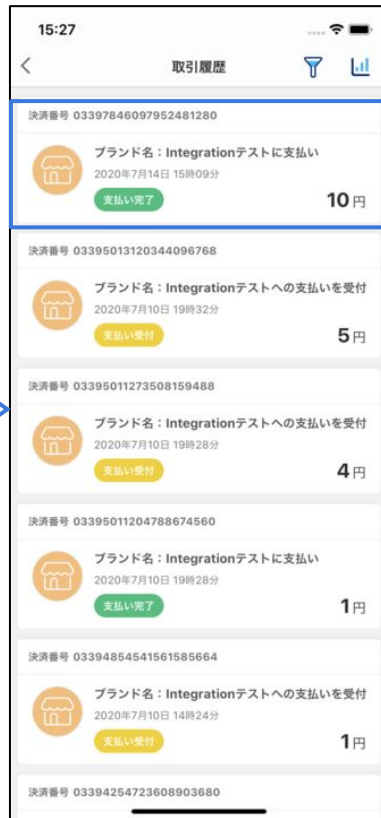 15:27
取引履歴
決済番号 03397846097952481280
ブランド名：Integrationテストに支払い
2020年7月14日 15時09分
支払い完了
10円
決済番号 03395013120344096768
ブランド名：Integrationテストへの支払いを受付
2020年7月10日 19時32分
支払い受付
5円
決済番号 03395011273508159488
ブランド名：Integrationテストへの支払いを受付
2020年7月10日 19時28分
支払い受付
4円
決済番号 03395011204788674560
ブランド名：Integrationテストに支払い
2020年7月10日 19時28分
支払い完了
1円
決済番号 03394854541561585664
ブランド名：Integrationテストへの支払いを受付
2020年7月10日 14時24分
支払い受付
1円
決済番号 03394254723608903680